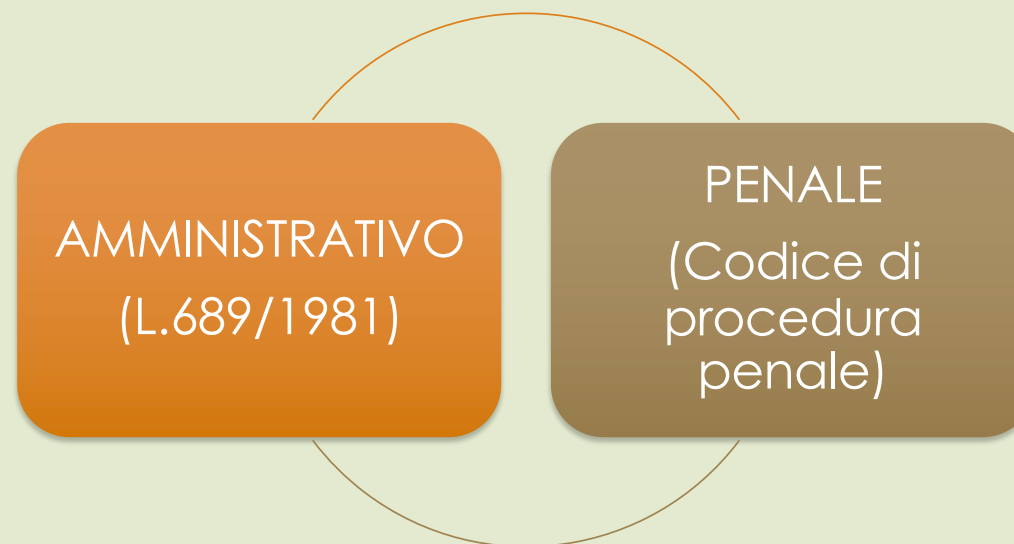 AMMINISTRATIVO
(L.689/1981)
PENALE
(Codice di
procedura
penale)